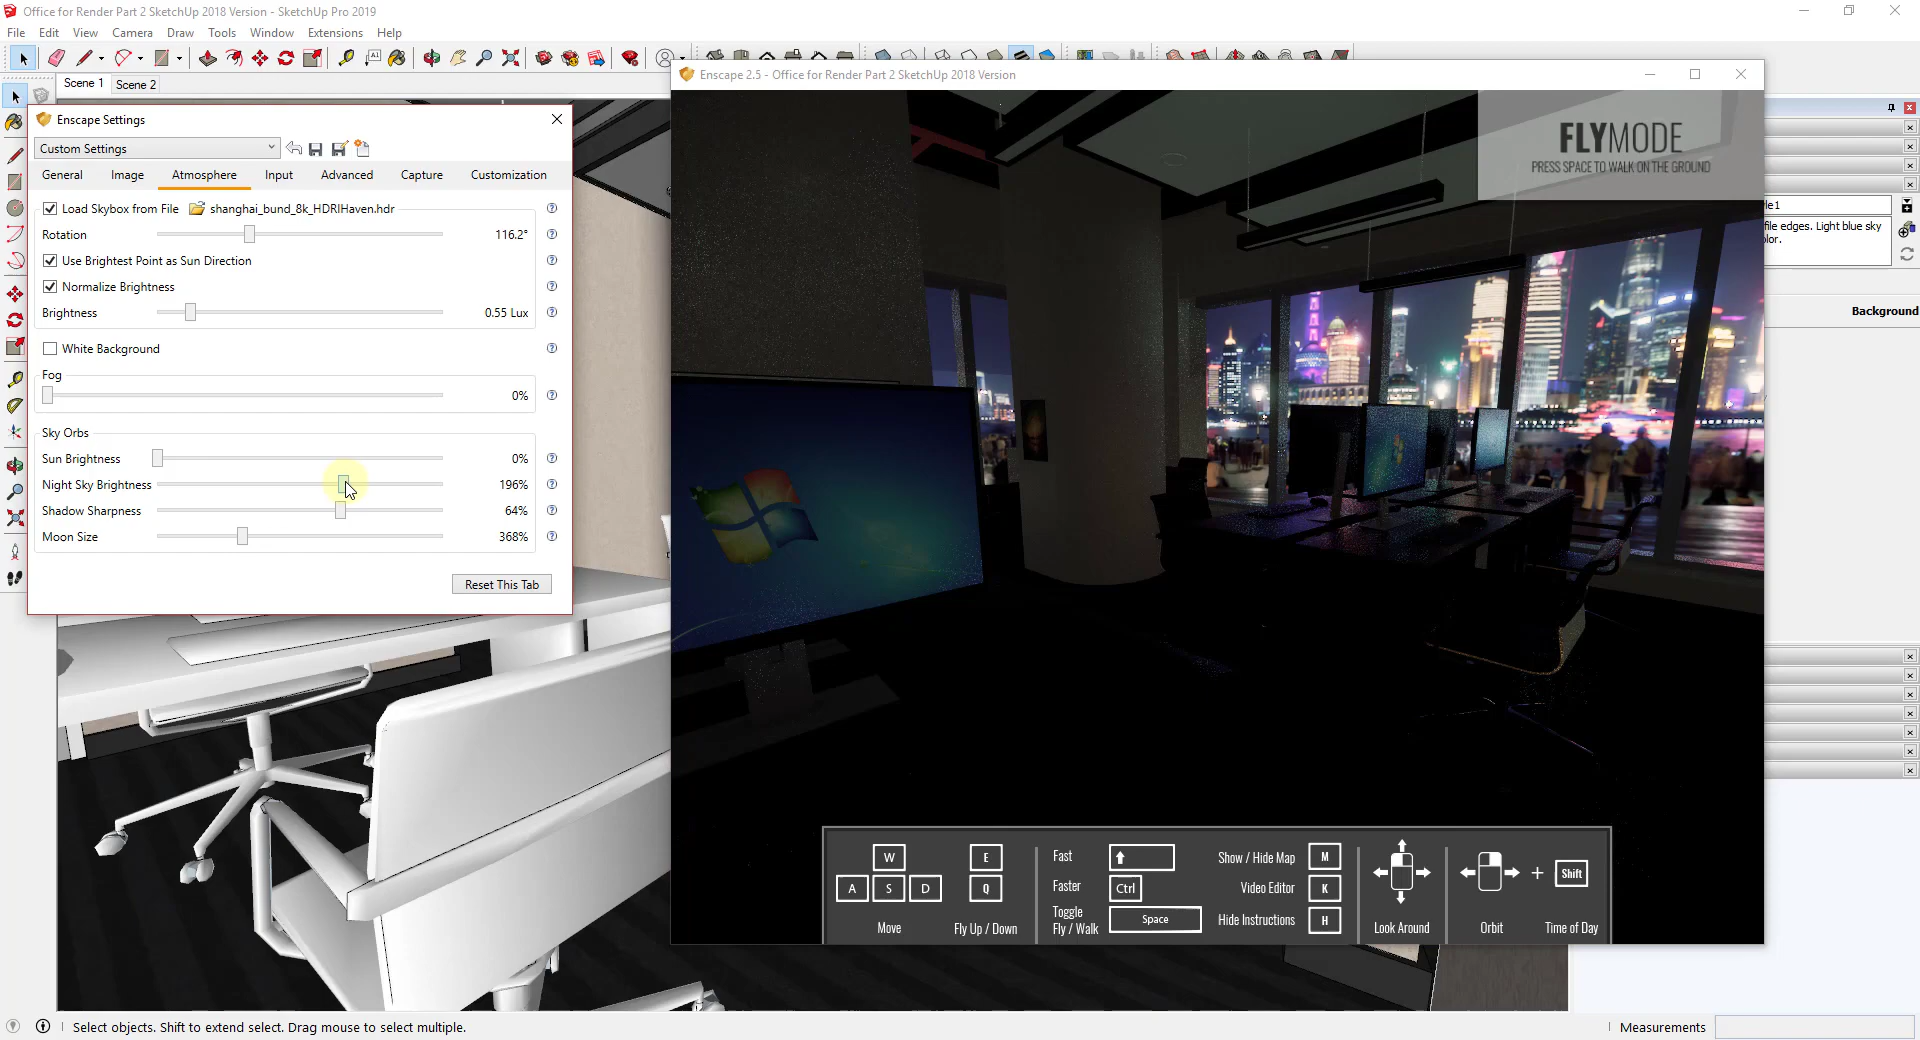 Office for Render Part 2 SketchUp 2018 Version - SketchUp Pro 2019
File Edit View Camera Draw Tools Window Extensions Help
Scene 1 Scene 2
Enscape 2.5 - Office for Render Part 2 SketchUp 2018 Version
Enscape Settings
Custom Settings
General Image Atmosphere Input Advanced Capture Customization
Load Skybox from File shanghai_bund_8k_HDRIHaven.hdr
Rotation 116.2°
Use Brightest Point as Sun Direction
Normalize Brightness
Brightness 0.55 Lux
White Background
Fog
0%
Sky Orbs
Sun Brightness 0%
Night Sky Brightness 196%
Shadow Sharpness 64%
Moon Size 368%
Reset This Tab
FLYMODE
PRESS SPACE TO WALK ON THE GROUND
file edges. Light blue sky
Background
W
A S D
Move
E
Q
Fly Up / Down
Fast
Faster Ctrl
Toggle
Fly / Walk Space
Show / Hide Map M
Video Editor K
Hide Instructions H
Look Around
Orbit
+ Shift
Time of Day
Select objects. Shift to extend select. Drag mouse to select multiple.
Measurements